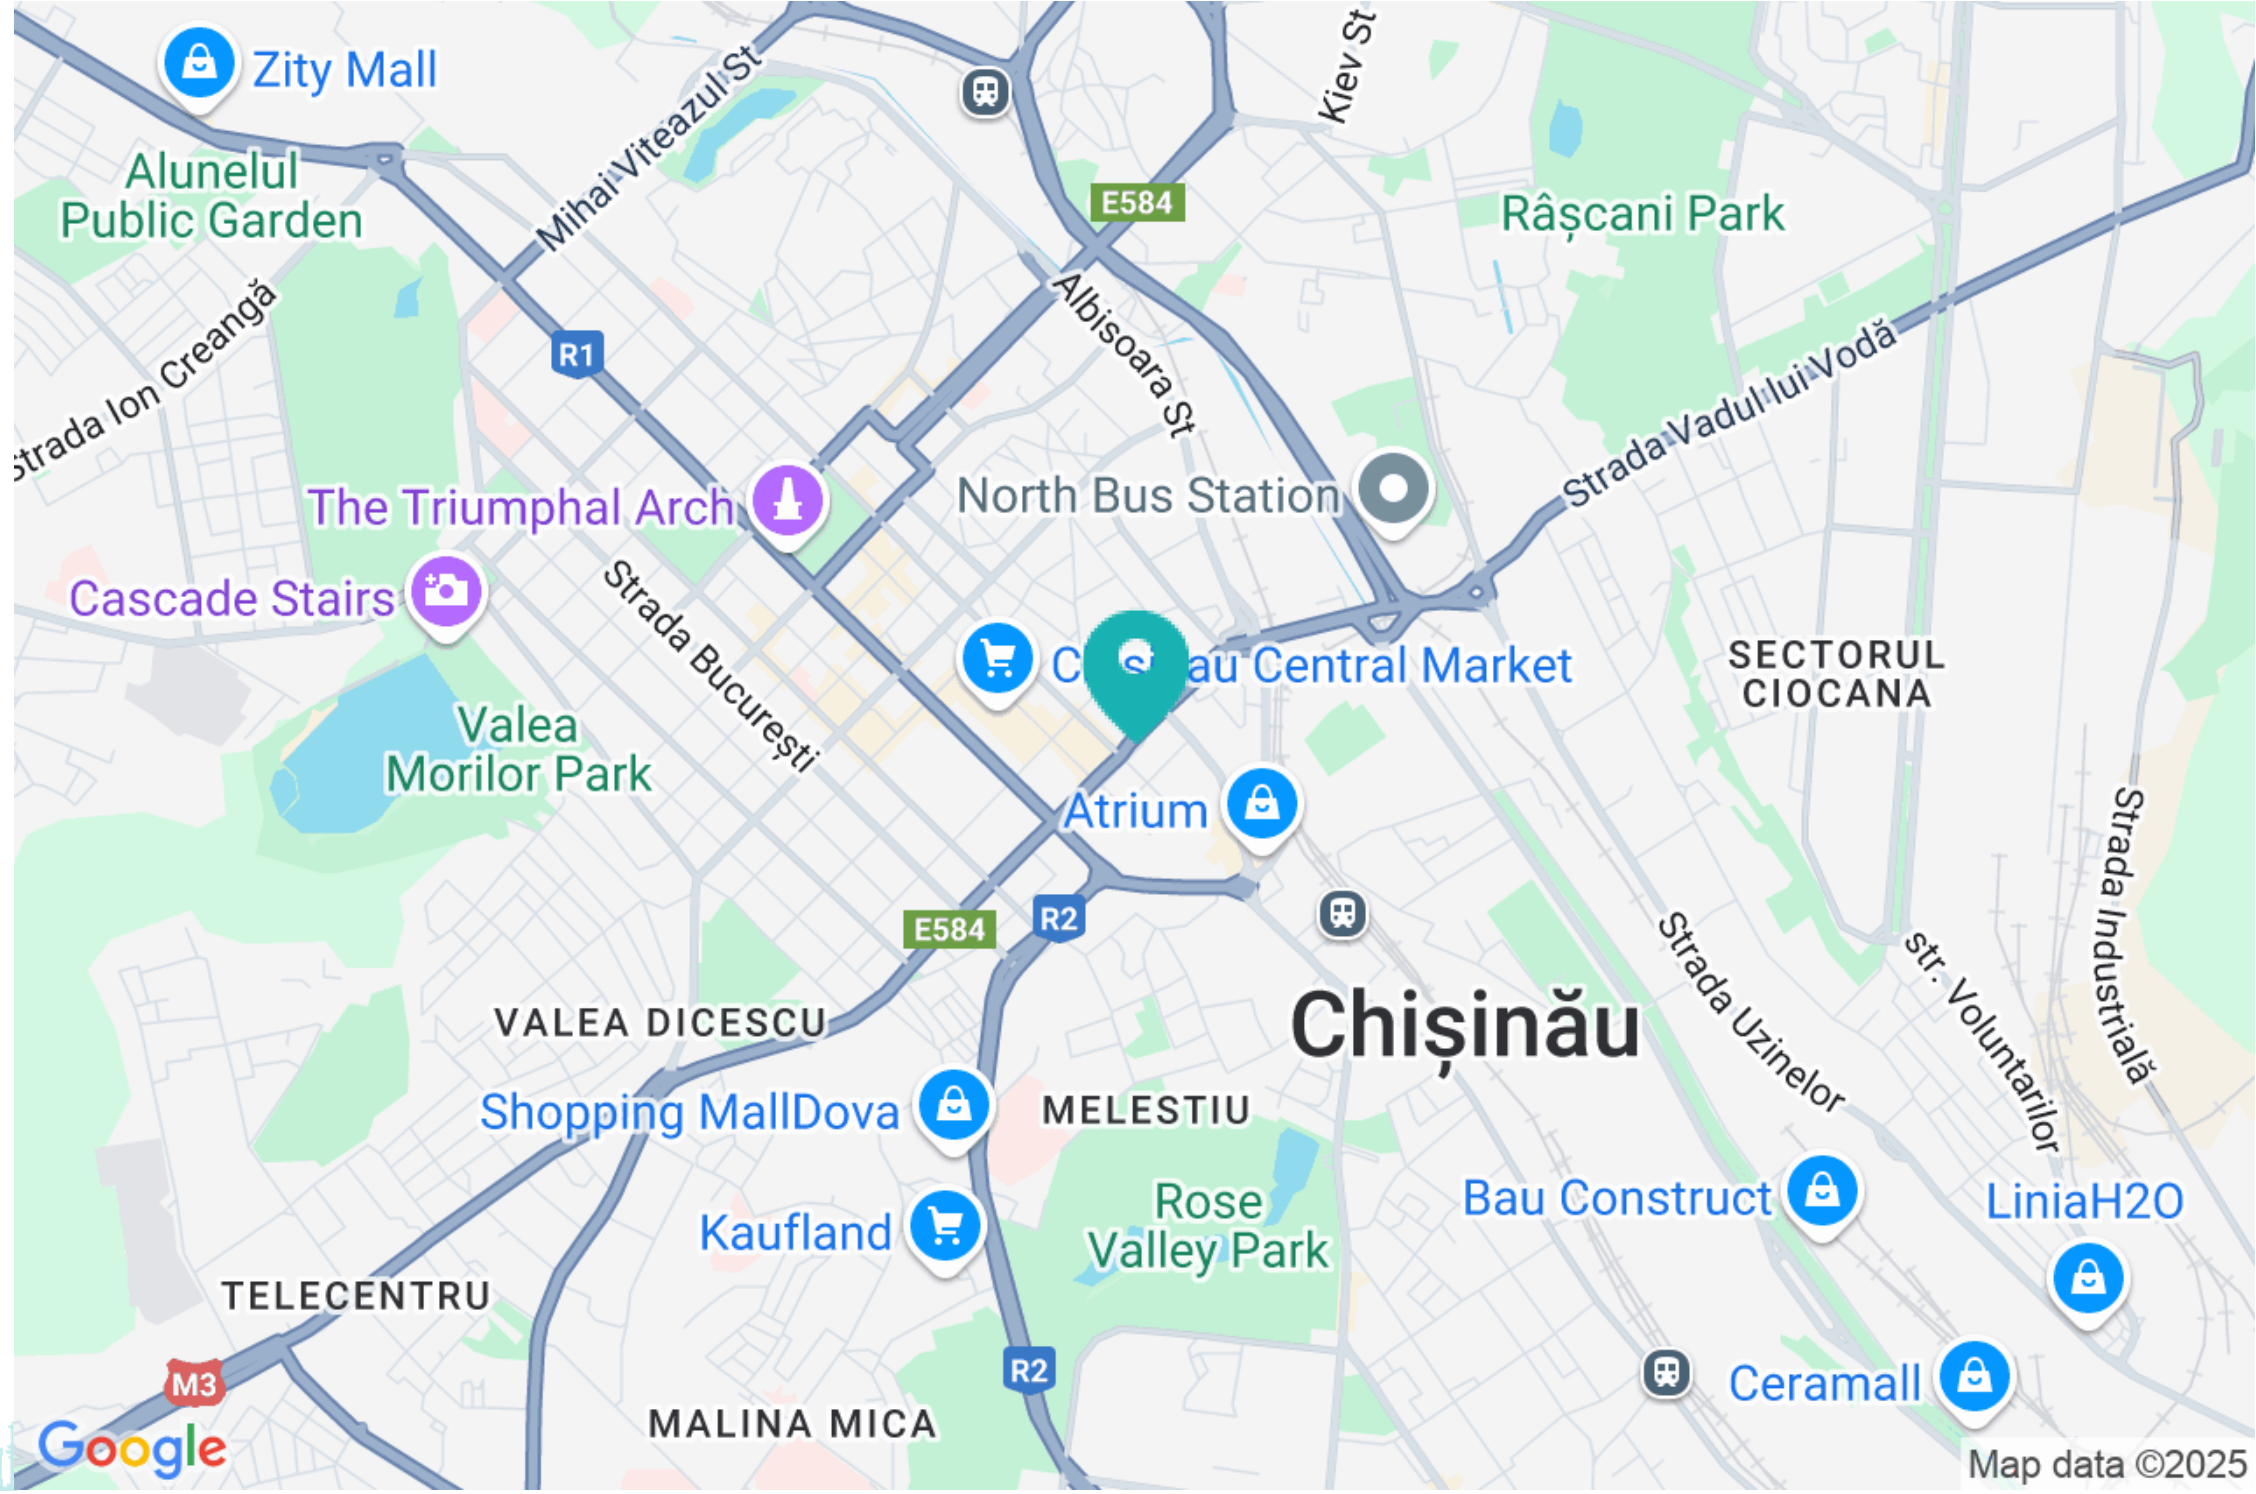 Zity Mall
Alunelul
Public Garden
Mihai Viteazul St
Kiev St
E584
Râșcani Park
Strada Ion Creangă
R1
Albisoara St
Strada Vadul lui Vodă
The Triumphal Arch
North Bus Station
Cascade Stairs
Strada București
Central Market
SECTORUL
CIOCANA
Valea
Morilor Park
Atrium
Strada Industrială
E584
R2
Strada Uzinelor
str. Voluntarilor
VALEA DICESCU
Chișinău
Shopping MallDova
MELESTIU
Rose
Valley Park
Bau Construct
LiniaH2O
Kaufland
TELECENTRU
R2
M3
Ceramall
MALINA MICA
Google
Map data ©2025